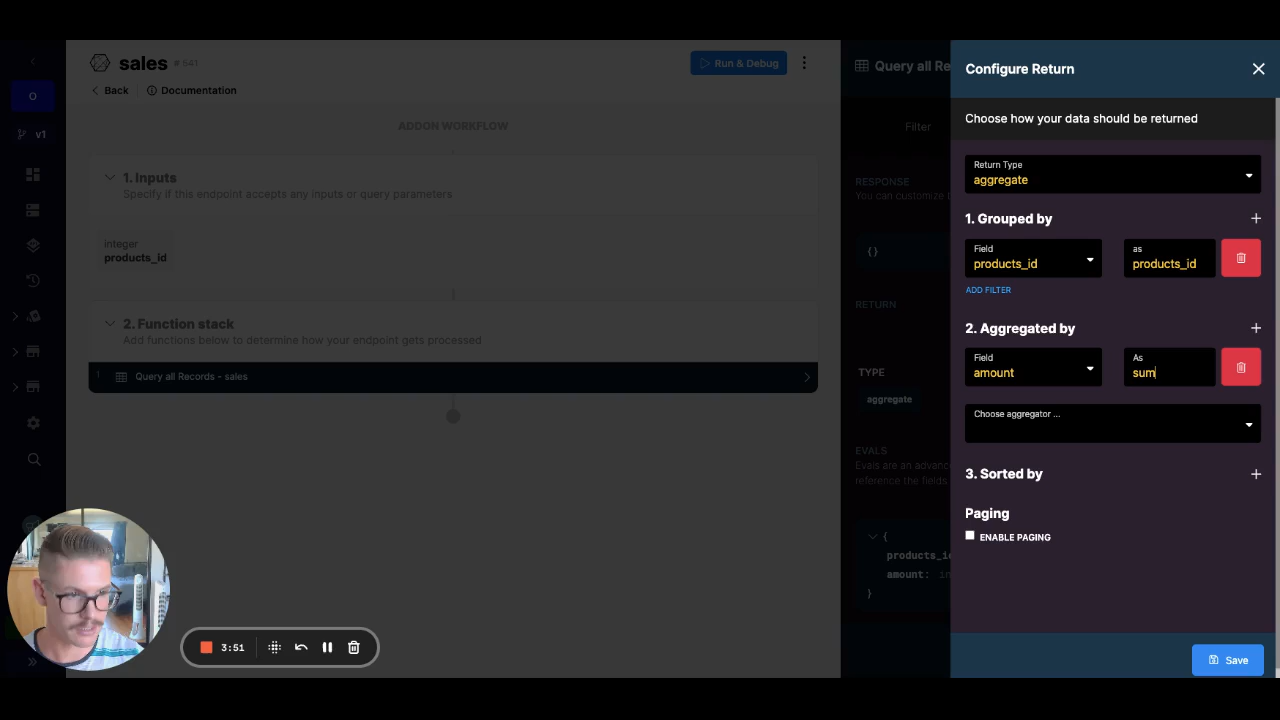 sales #541
Run & Debug
Back
Documentation
O
v1
ADDON WORKFLOW
1. Inputs
Specify if this endpoint accepts any inputs or query parameters
integer
products_id
2. Function stack
Add functions below to determine how your endpoint gets processed
1 Query all Records - sales
3:51
Query all Re
Filter
RESPONSE
You can customize
{}
RETURN
TYPE
aggregate
EVALS
Evals are an advanc
reference the fields
{
products_i
amount: in
}
Configure Return
Choose how your data should be returned
Return Type
aggregate
1. Grouped by
Field
products_id
as
products_id
ADD FILTER
2. Aggregated by
Field
amount
As
sum
Choose aggregator ...
3. Sorted by
Paging
ENABLE PAGING
Save